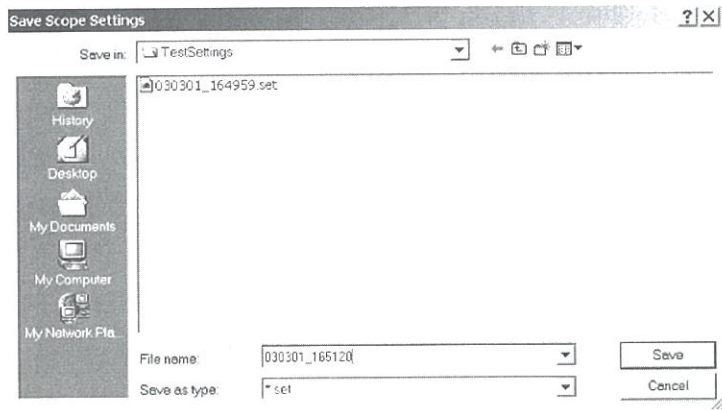 Save Scope Settings
Save in: TestSettings
030301_164959.set
History
Desktop
My Documents
My Computer
My Network Pla...
File name: 030301_165120
Save
Save as type: *.set
Cancel